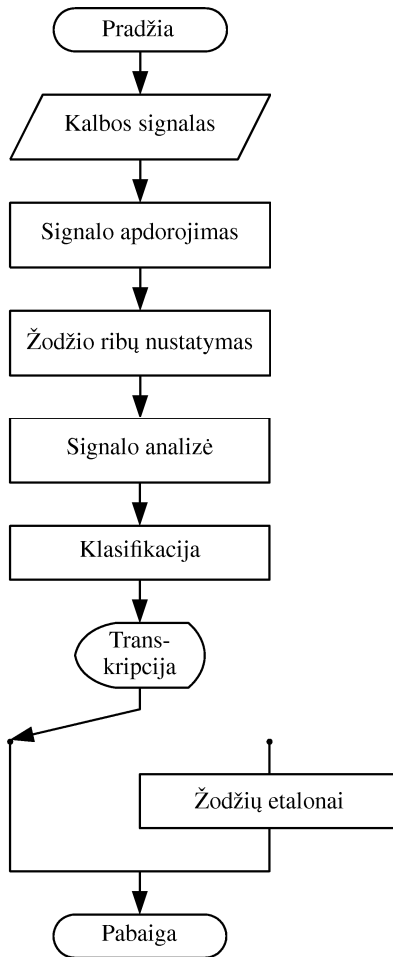 Pradžia
Kalbos signalas
Signalo apdorojimas
Žodžio ribų nustatymas
Signalo analizė
Klasifikacija
Trans-
kripcija
Žodžių etalonai
Pabaiga